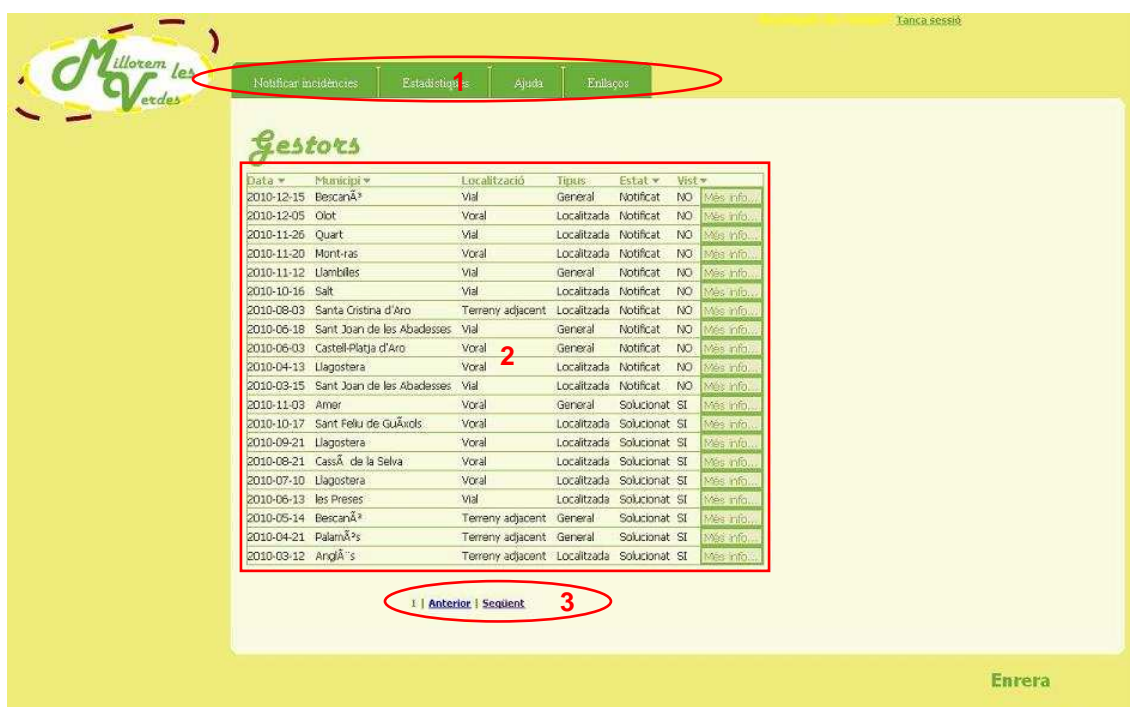 Tanca sessió
Millorem les Verdes
Notificar incidències Estadístiques Ajuda Enllaços
1
Gestors
Data Municipi Localització Tipus Estat Vist
2010-12-15 BescanÃ³ Vial General Notificat NO Més info...
2010-12-05 Olot Voral Localitzada Notificat NO Més info...
2010-11-26 Quart Vial Localitzada Notificat NO Més info...
2010-11-20 Mont-ras Voral Localitzada Notificat NO Més info...
2010-11-12 Llambilles Vial General Notificat NO Més info...
2010-10-16 Salt Vial Localitzada Notificat NO Més info...
2010-08-03 Santa Cristina d'Aro Terreny adjacent Localitzada Notificat NO Més info...
2010-06-18 Sant Joan de les Abadesses Vial General Notificat NO Més info...
2010-06-03 Castell-Platja d'Aro Voral General Notificat NO Més info...
2
2010-04-13 Llagostera Voral Localitzada Notificat NO Més info...
2010-03-15 Sant Joan de les Abadesses Vial Localitzada Notificat NO Més info...
2010-11-03 Amer Voral General Solucionat SI Més info...
2010-10-17 Sant Feliu de GuÃxols Voral Localitzada Solucionat SI Més info...
2010-09-21 Llagostera Voral Localitzada Solucionat SI Més info...
2010-08-21 CassÃ de la Selva Voral Localitzada Solucionat SI Més info...
2010-07-10 Llagostera Voral Localitzada Solucionat SI Més info...
2010-06-13 les Preses Vial Localitzada Solucionat SI Més info...
2010-05-14 BescanÃ³ Terreny adjacent General Solucionat SI Més info...
2010-04-21 PalamÃ³s Terreny adjacent General Solucionat SI Més info...
2010-03-12 AnglÃ¨s Terreny adjacent Localitzada Solucionat SI Més info...
1 | Anterior | Següent
3
Enrera